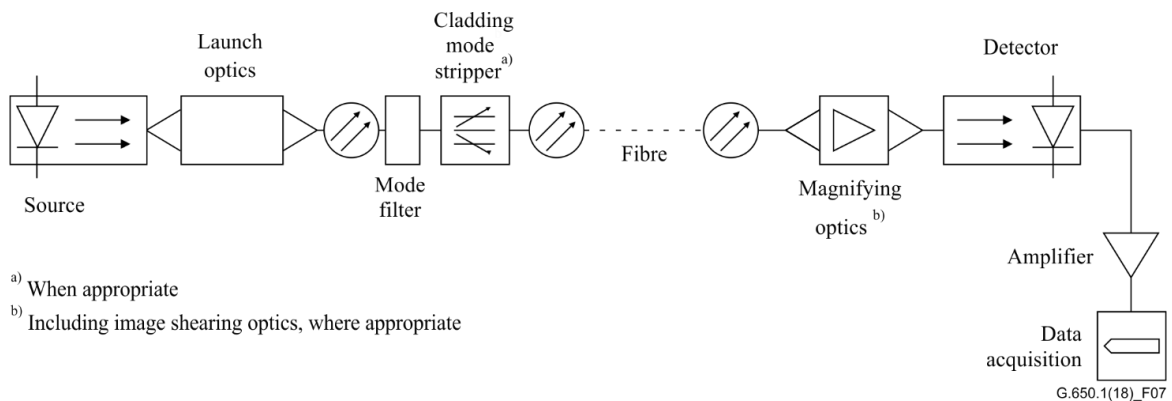 Launch
optics
Cladding
mode
stripper a)
Detector
Source
Mode
filter
Fibre
Magnifying
optics b)
Amplifier
a) When appropriate
b) Including image shearing optics, where appropriate
Data
acquisition
G.650.1(18)_F07